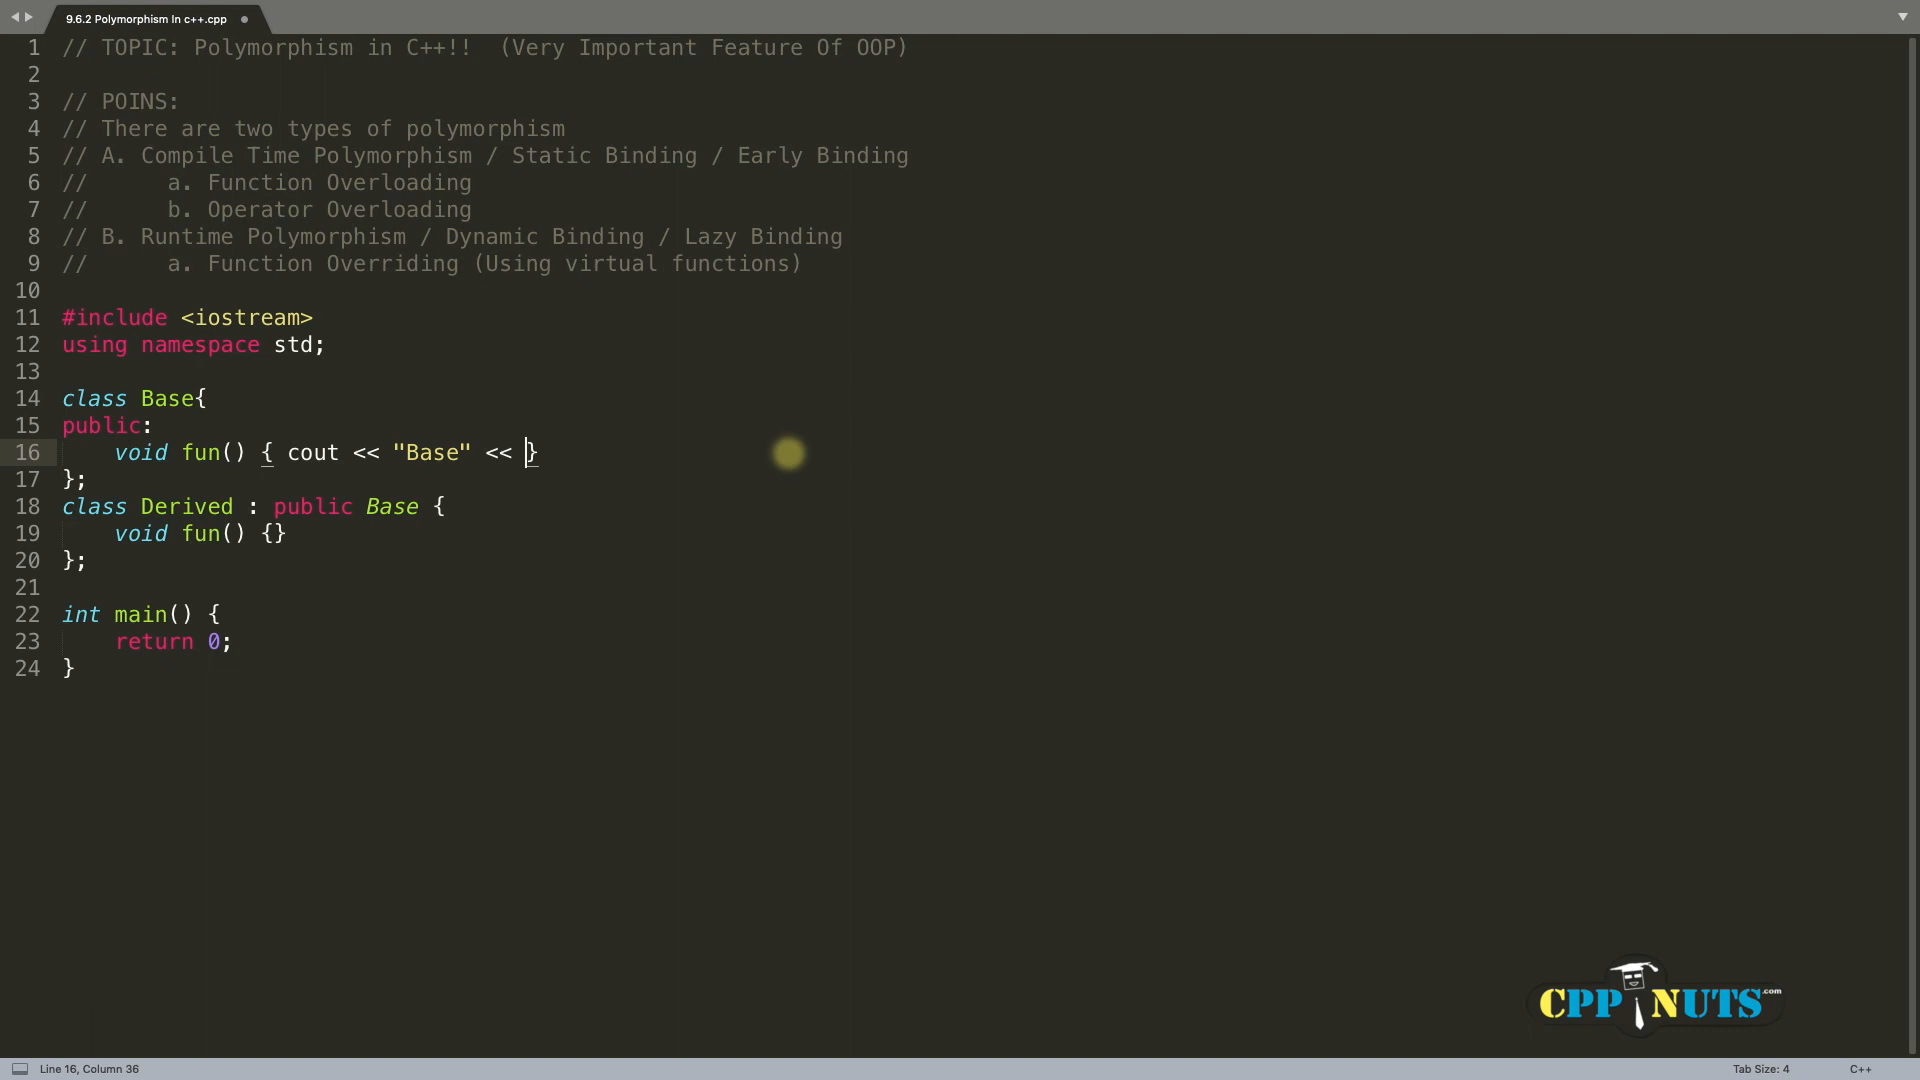 9.6.2 Polymorphism In c++.cpp
1 // TOPIC: Polymorphism in C++!!  (Very Important Feature Of OOP)
2
3 // POINS:
4 // There are two types of polymorphism
5 // A. Compile Time Polymorphism / Static Binding / Early Binding
6 //      a. Function Overloading
7 //      b. Operator Overloading
8 // B. Runtime Polymorphism / Dynamic Binding / Lazy Binding
9 //      a. Function Overriding (Using virtual functions)
10
11 #include <iostream>
12 using namespace std;
13
14 class Base{
15 public:
16     void fun() { cout << "Base" << }
17 };
18 class Derived : public Base {
19     void fun() {}
20 };
21
22 int main() {
23     return 0;
24 }
CPP NUTS .com
Line 16, Column 36
Tab Size: 4
C++